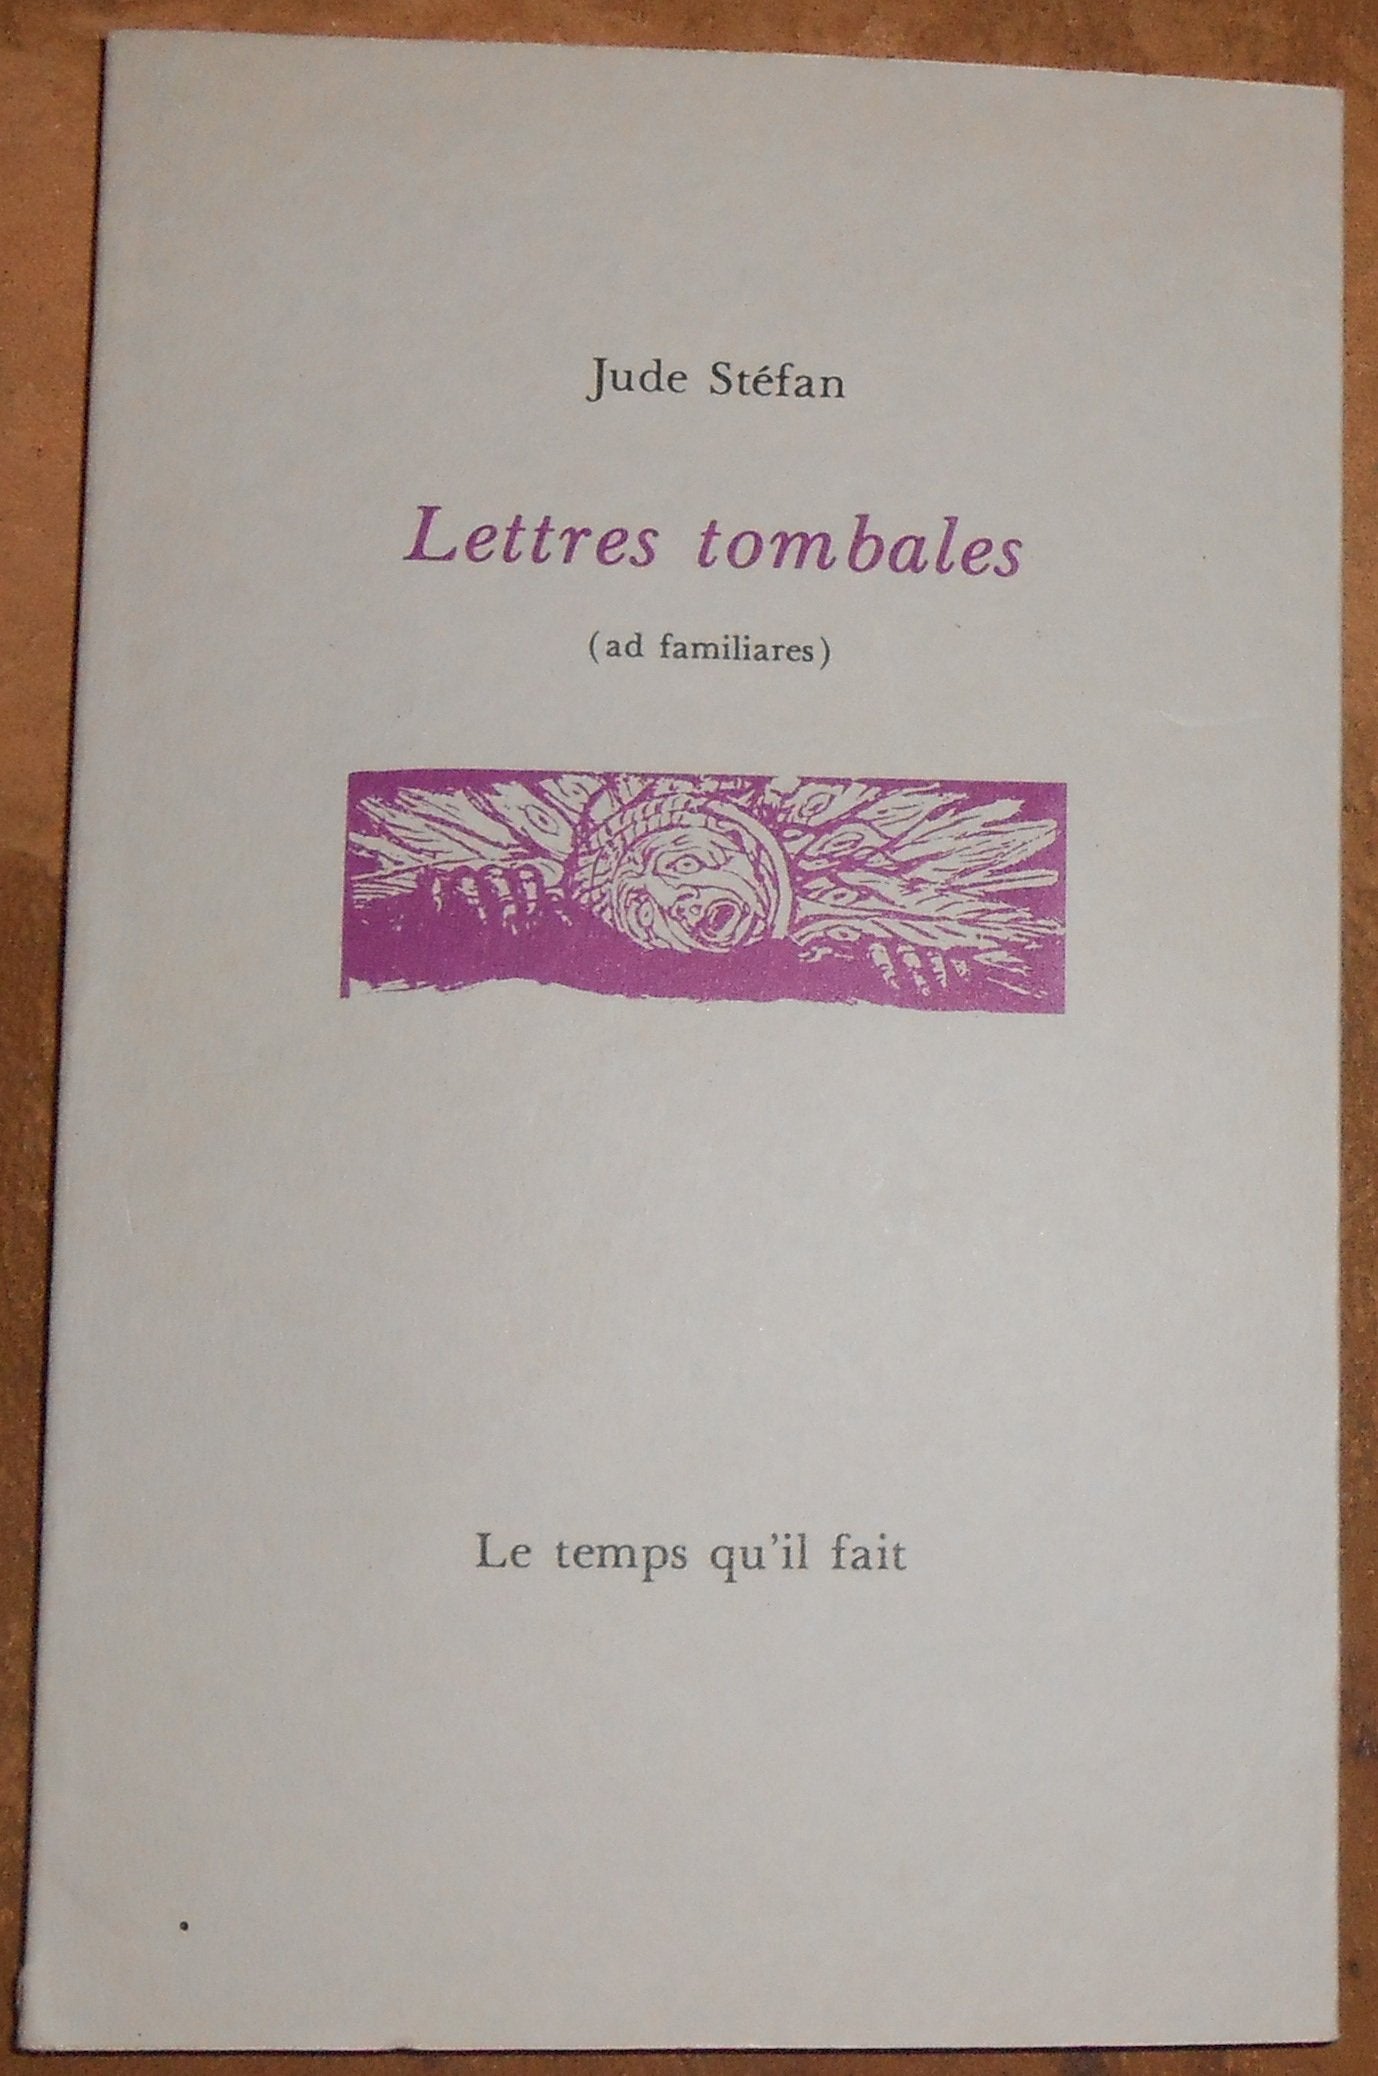 Jude Stéfan
Lettres tombales
(ad familiares)
Le temps qu'il fait